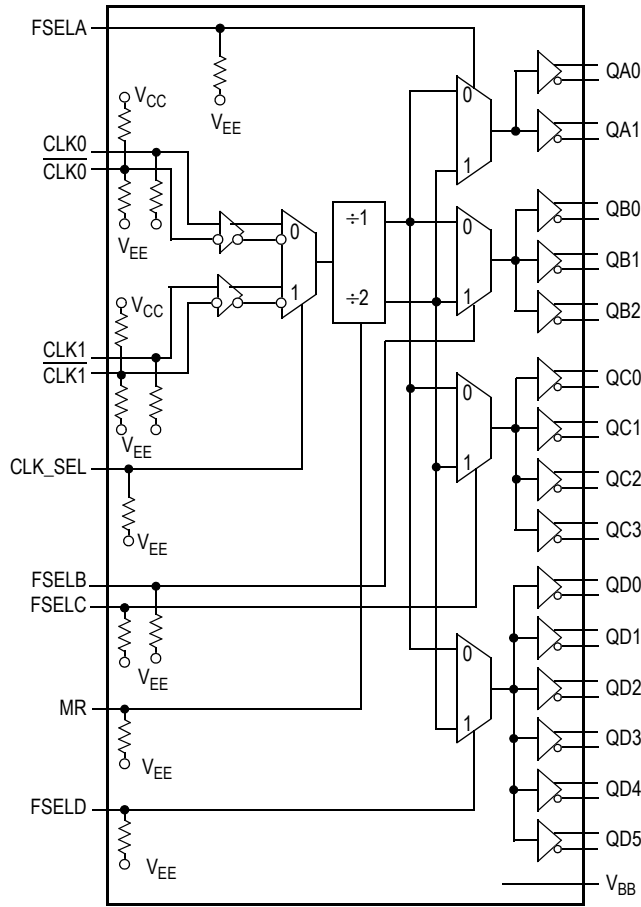 FSELA
V_EE
V_CC
CLK0
CLK0
V_EE
V_CC
CLK1
CLK1
V_EE
CLK_SEL
V_EE
FSELB
FSELC
V_EE
MR
V_EE
FSELD
V_EE
0
1
÷1
÷2
0
1
0
1
0
1
0
1
QA0
QA1
QB0
QB1
QB2
QC0
QC1
QC2
QC3
QD0
QD1
QD2
QD3
QD4
QD5
V_BB